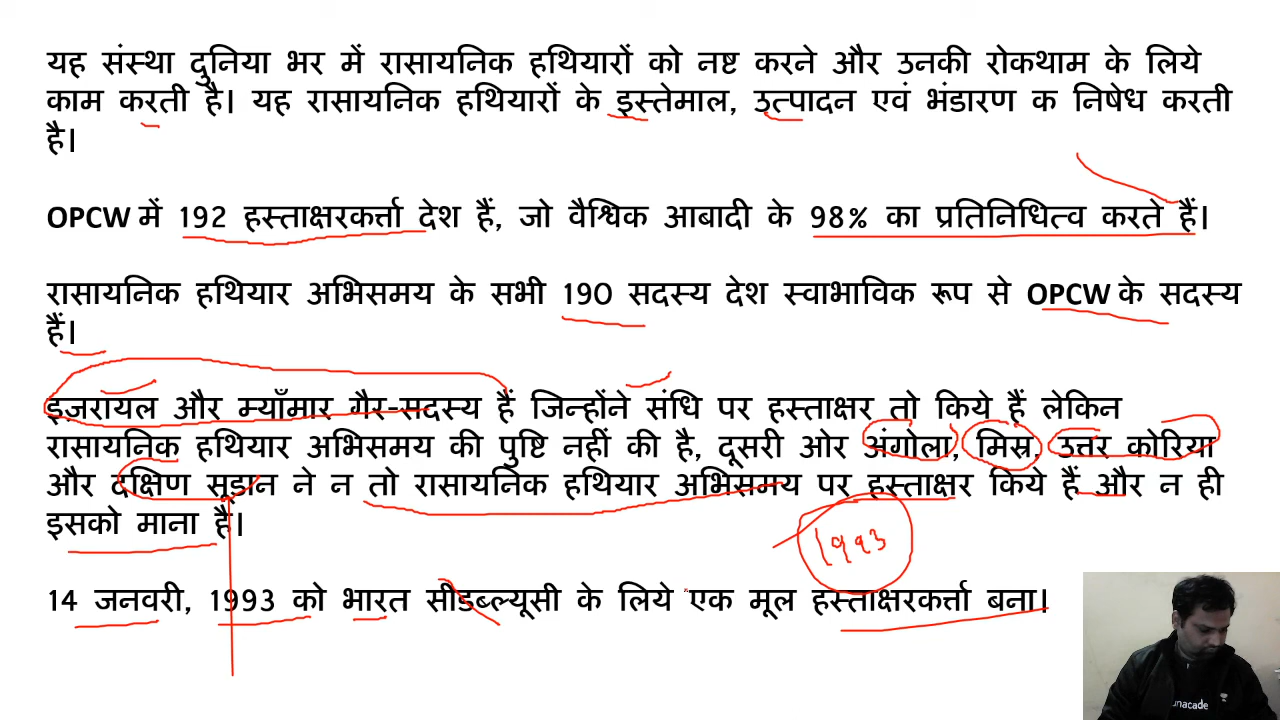 यह संस्था दुनिया भर में रासायनिक हथियारों को नष्ट करने और उनकी रोकथाम के लिये
काम करती है। यह रासायनिक हथियारों के इस्तेमाल, उत्पादन एवं भंडारण क निषेध करती
है।
OPCW में 192 हस्ताक्षरकर्त्ता देश हैं, जो वैश्विक आबादी के 98% का प्रतिनिधित्व करते हैं।
रासायनिक हथियार अभिसमय के सभी 190 सदस्य देश स्वाभाविक रूप से OPCW के सदस्य
हैं।
इज़रायल और म्याँमार गैर-सदस्य हैं जिन्होंने संधि पर हस्ताक्षर तो किये हैं लेकिन
रासायनिक हथियार अभिसमय की पुष्टि नहीं की है, दूसरी ओर अंगोला, मिस्र, उत्तर कोरिया
और दक्षिण सूडान ने न तो रासायनिक हथियार अभिसमय पर हस्ताक्षर किये हैं और न ही
इसको माना है।
1993
14 जनवरी, 1993 को भारत सीडब्ल्यूसी के लिये एक मूल हस्ताक्षरकर्त्ता बना।
unacade